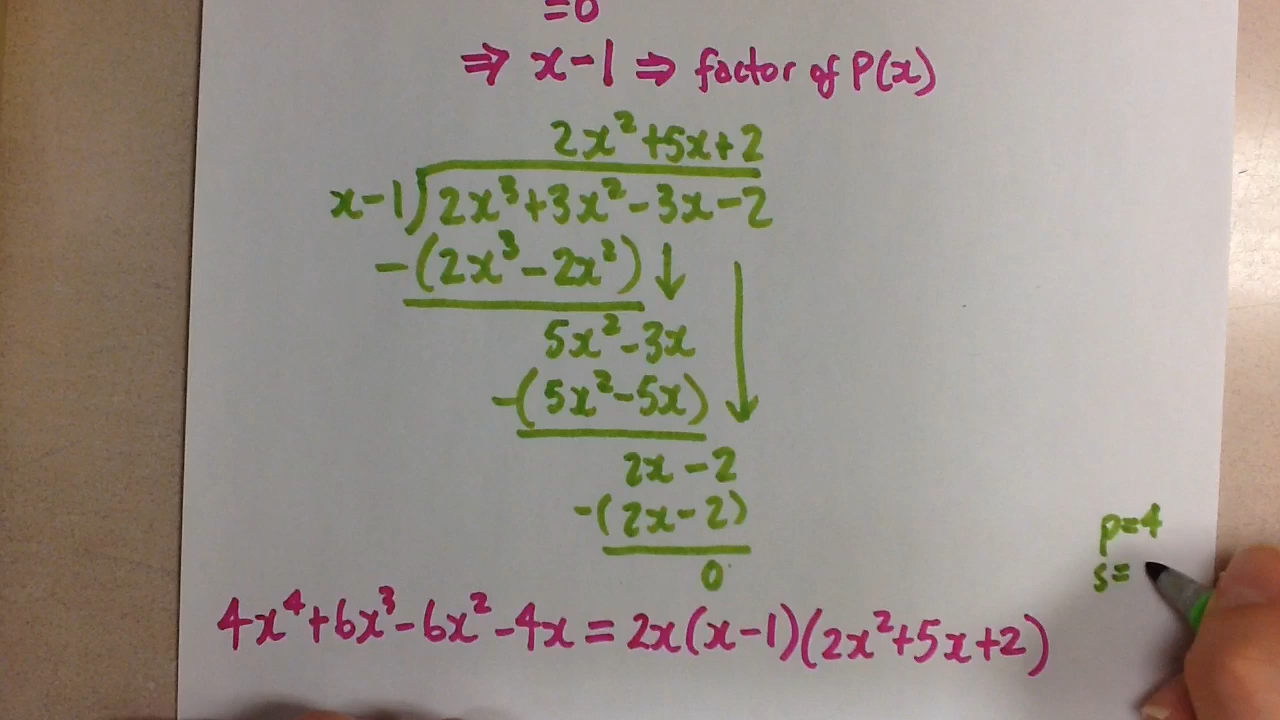 =0
⇒ x-1 ⇒ factor of P(x)
2x²+5x+2
x-1)2x³+3x²-3x-2
-(2x³-2x²)
5x²-3x
-(5x²-5x)
2x-2
-(2x-2)
0
p=4
s=
4x⁴+6x³-6x²-4x=2x(x-1)(2x²+5x+2)